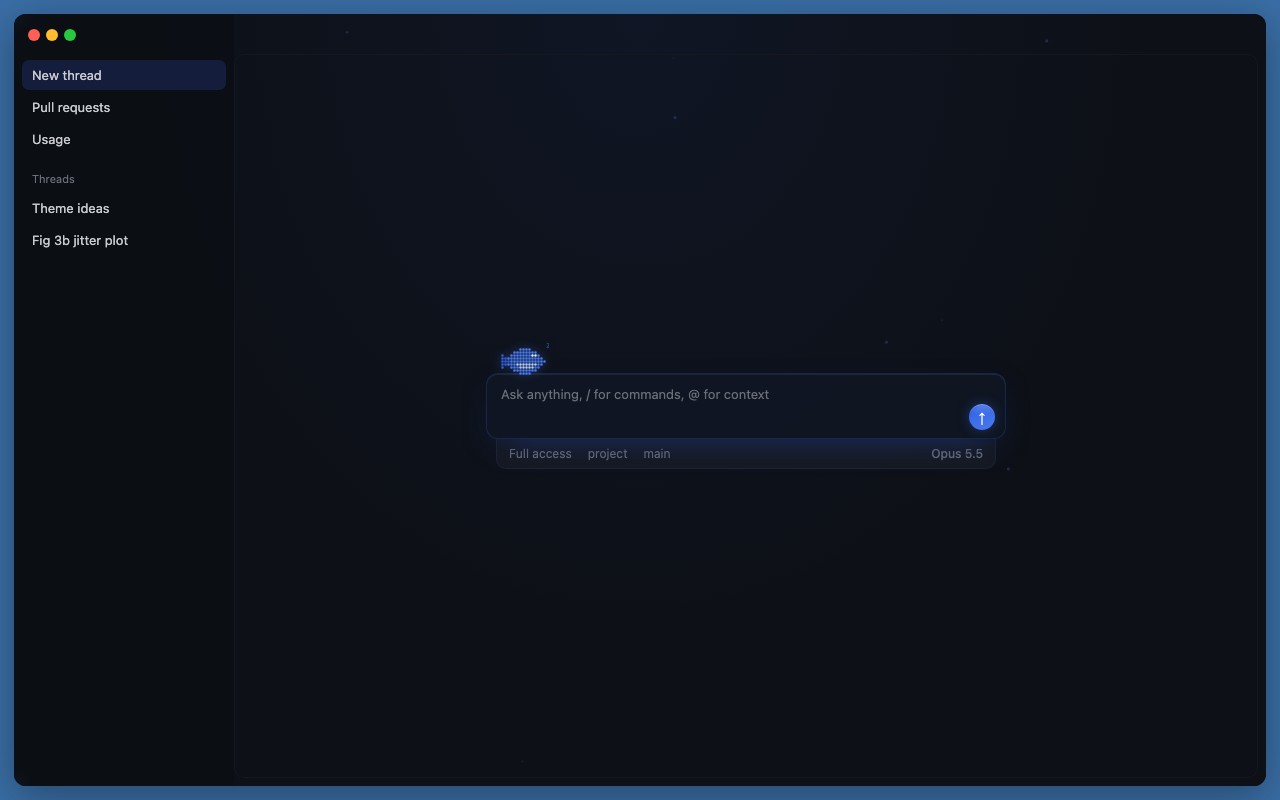 New thread
Pull requests
Usage
Threads
Theme ideas
Fig 3b jitter plot
z
Ask anything, / for commands, @ for context
Full access project main Opus 5.5